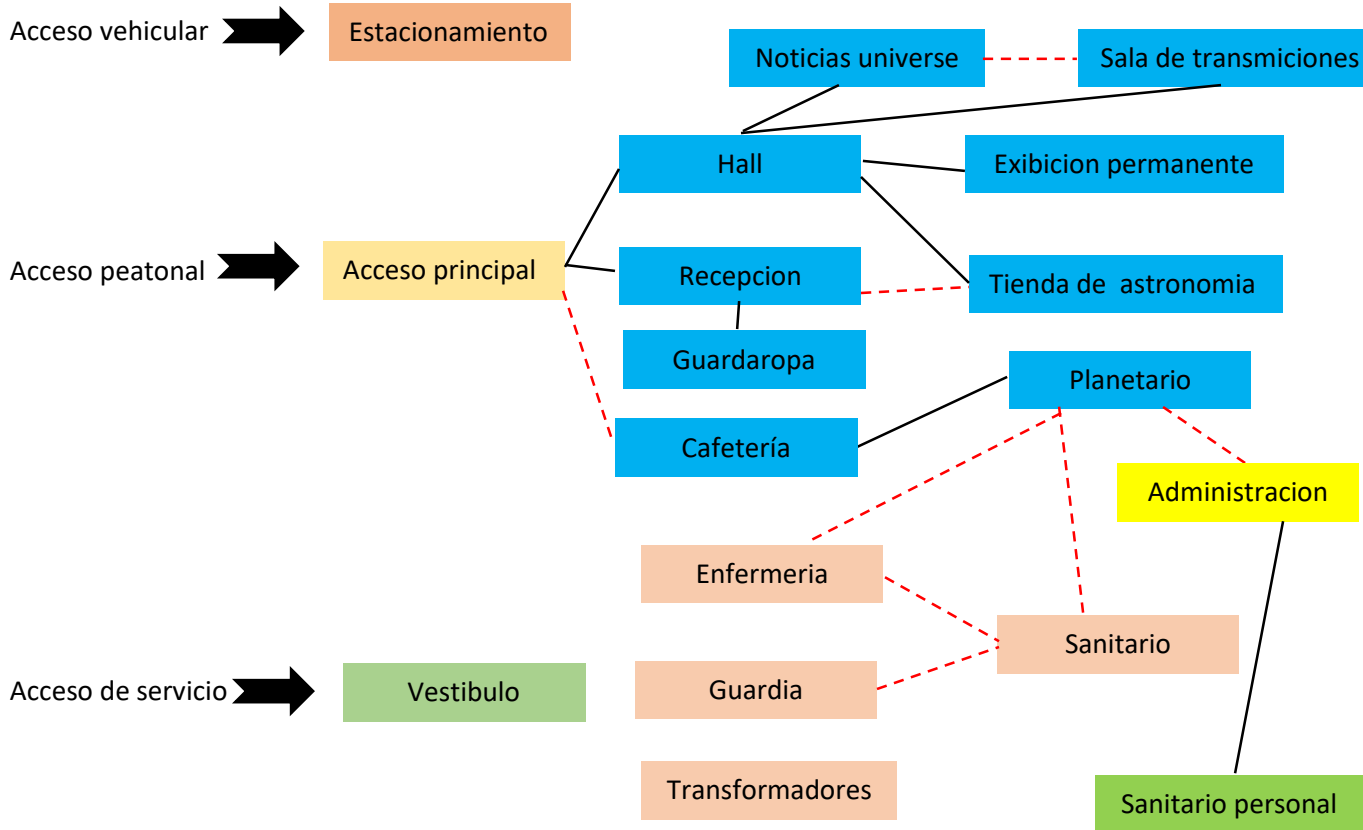 Acceso vehicular
Estacionamiento
Noticias universe
Sala de transmiciones
Hall
Exibicion permanente
Acceso peatonal
Acceso principal
Recepcion
Tienda de  astronomia
Guardaropa
Planetario
Cafetería
Administracion
Enfermeria
Sanitario
Acceso de servicio
Vestibulo
Guardia
Transformadores
Sanitario personal